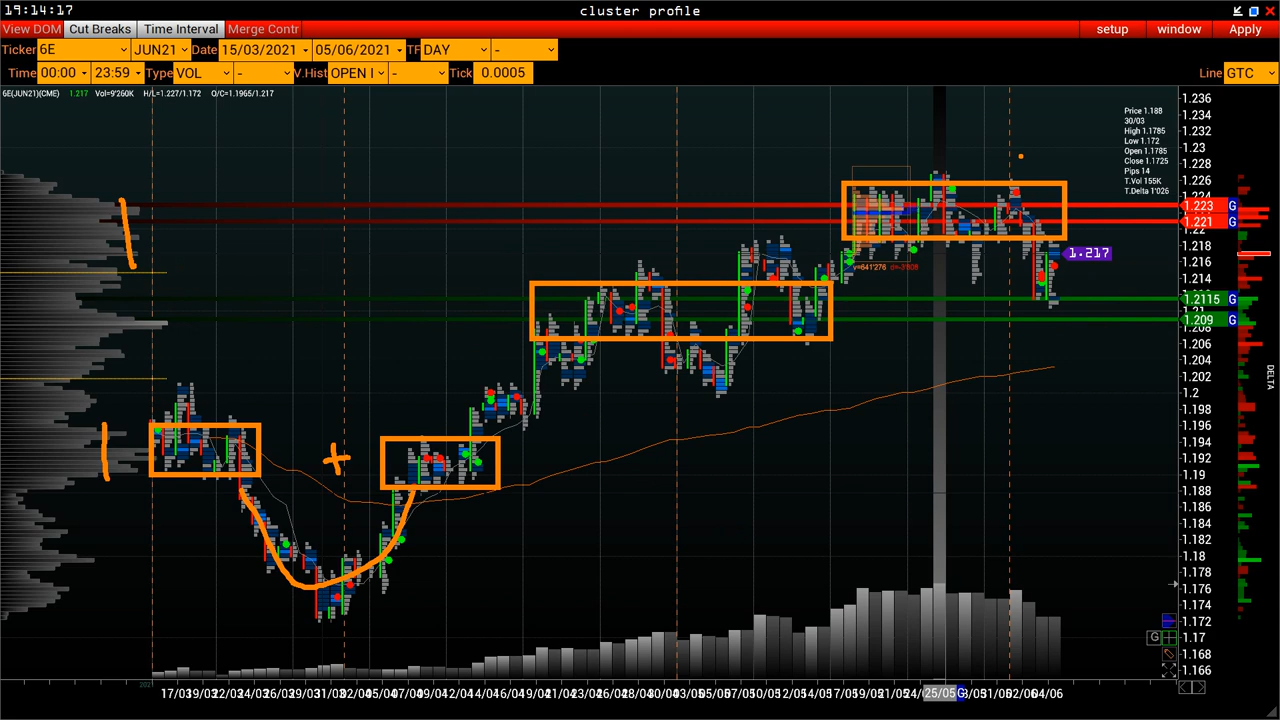 19:14:17 cluster profile
View DOM Cut Breaks Time Interval Merge Contr setup window Apply
Ticker 6E JUN21 Date 15/03/2021 05/06/2021 TF DAY -
Time 00:00 23:59 Type VOL - V.Hist OPEN I - Tick 0.0005 Line GTC
6E(JUN21)(CME) 1.217 Vol=9'260K H/L=1.227/1.172 O/C=1.1965/1.217
Price 1.188
30/03
High 1.1785
Low 1.172
Open 1.1785
Close 1.1725
Pips 14
T.Vol 155K
T.Delta 1'026
1.236
1.234
1.232
1.23
1.228
1.226
1.224
1.223 G
1.221 G
1.22
1.218
1.217
1.216
1.214
1.2115 G
1.209 G
1.208
1.206
1.204
1.202
1.2
1.198
1.196
1.194
1.192
1.19
1.188
1.186
1.184
1.182
1.18
1.178
1.176
1.174
1.172
1.17
1.168
1.166
DELTA
v=641'276
G
17/03 19/03 22/03 24/03 26/03 29/03 31/03 02/04 05/04 07/04 09/04 12/04 14/04 16/04 19/04 21/04 23/04 26/04 28/04 30/04 03/05 05/05 07/05 10/05 12/05 14/05 17/05 19/05 21/05 25/05 G 31/05 02/06 04/06